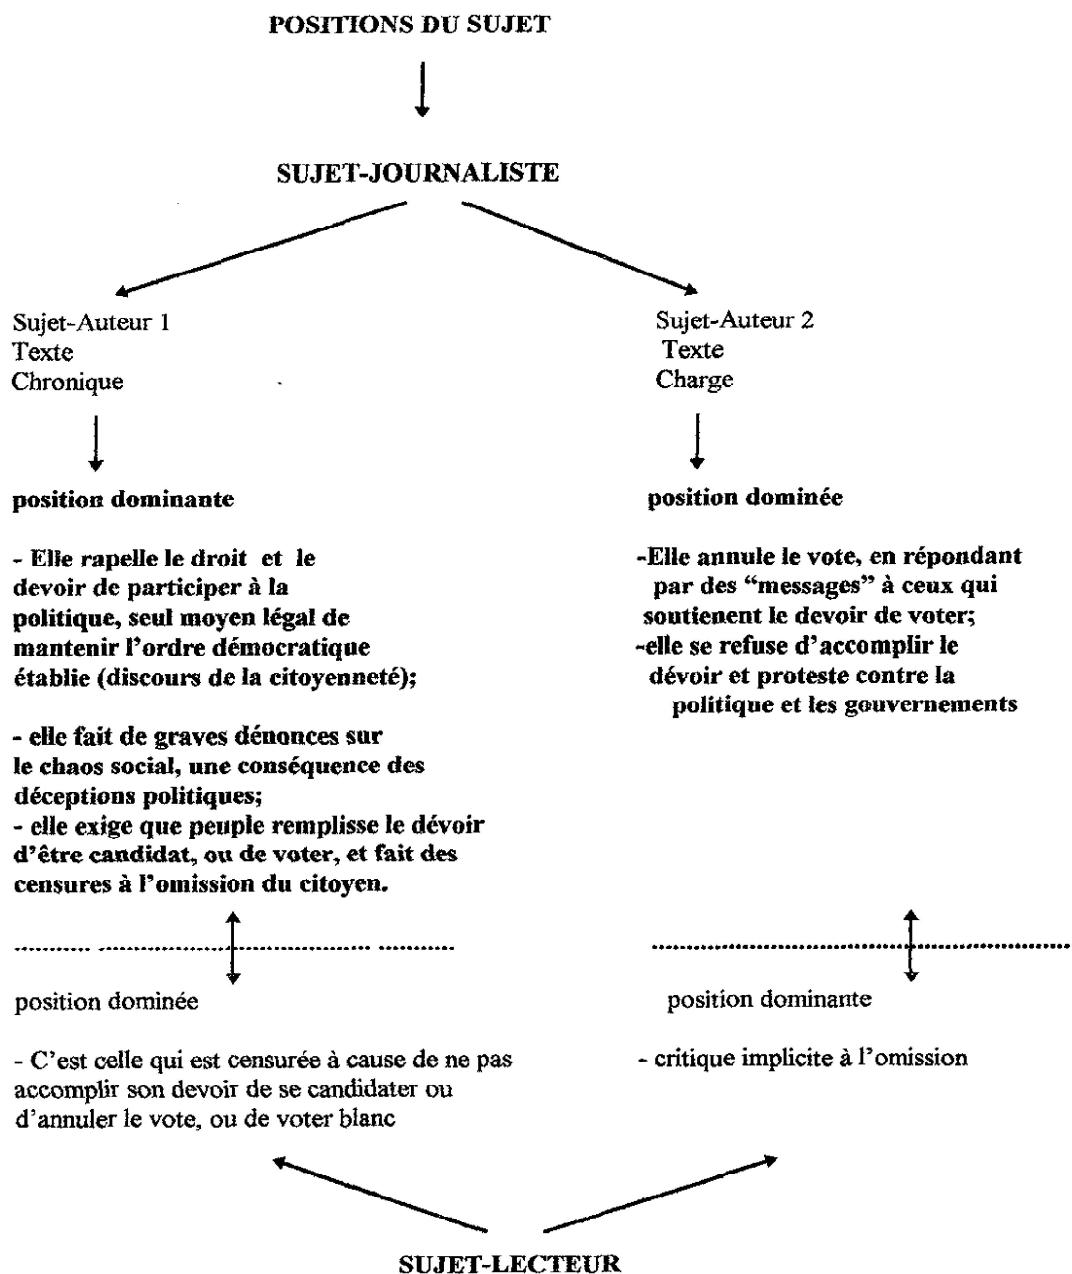 POSITIONS DU SUJET
SUJET-JOURNALISTE
Sujet-Auteur 1
Texte
Chronique
position dominante
- Elle rapelle le droit et le
devoir de participer à la
politique, seul moyen légal de
mantenir l'ordre démocratique
établie (discours de la citoyenneté);
- elle fait de graves dénonces sur
le chaos social, une conséquence des
déceptions politiques;
- elle exige que peuple remplisse le dévoir
d'être candidat, ou de voter, et fait des
censures à l'omission du citoyen.
position dominée
- C'est celle qui est censurée à cause de ne pas
accomplir son devoir de se candidater ou
d'annuler le vote, ou de voter blanc
Sujet-Auteur 2
Texte
Charge
position dominée
-Elle annule le vote, en répondant
par des “messages” à ceux qui
soutienent le devoir de voter;
-elle se refuse d'accomplir le
dévoir et proteste contre la
politique et les gouvernements
position dominante
- critique implicite à l'omission
SUJET-LECTEUR